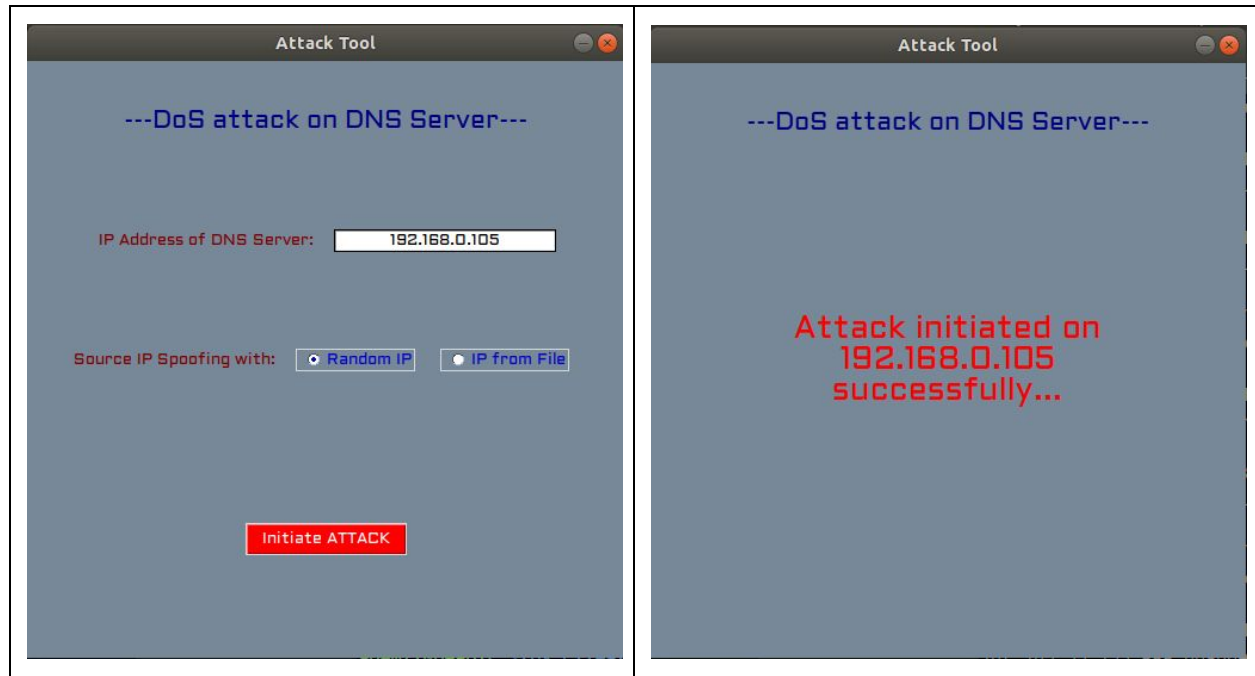 Attack Tool
---DoS attack on DNS Server---
IP Address of DNS Server: 192.168.0.105
Source IP Spoofing with: Random IP IP from File
Initiate ATTACK
Attack Tool
---DoS attack on DNS Server---
Attack initiated on
192.168.0.105
successfully...